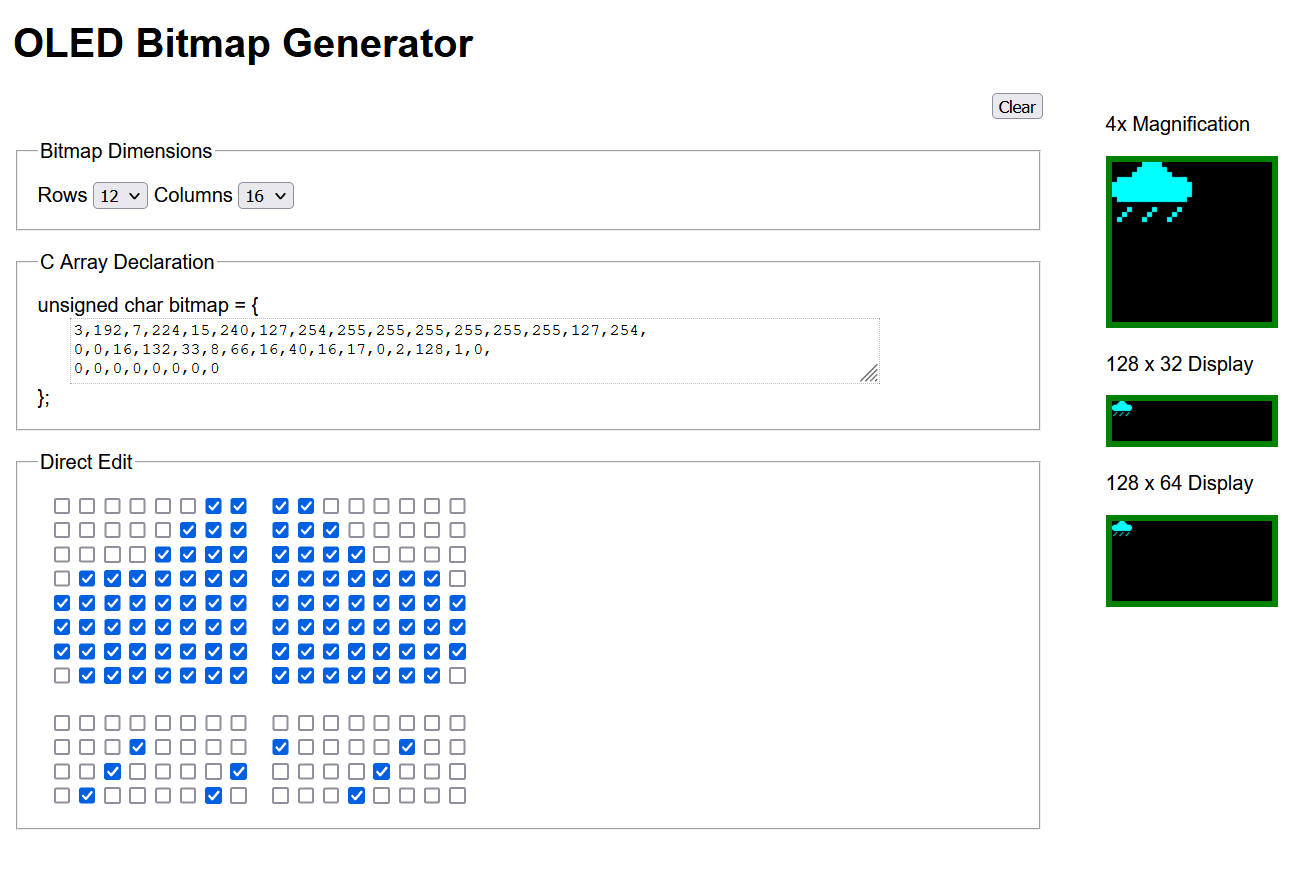 OLED Bitmap Generator
Clear
Bitmap Dimensions
Rows 12 Columns 16
C Array Declaration
unsigned char bitmap = {
3,192,7,224,15,240,127,254,255,255,255,255,255,255,127,254,
0,0,16,132,33,8,66,16,40,16,17,0,2,128,1,0,
0,0,0,0,0,0,0,0
};
Direct Edit
4x Magnification
128 x 32 Display
128 x 64 Display